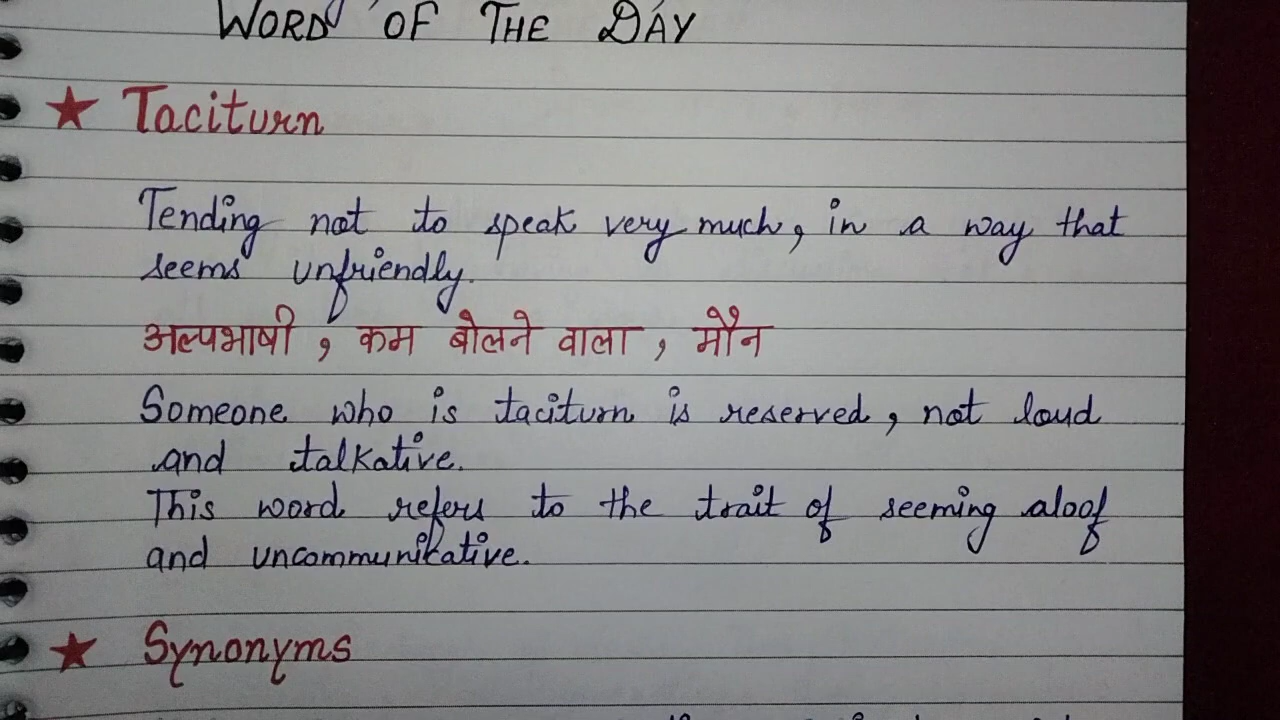 WORD OF THE DAY
★ Taciturn
Tending not to speak very much, in a way that
seems unfriendly.
अल्पभाषी, कम बोलने वाला, मौन
Someone who is taciturn is reserved, not loud
and talkative.
This word refers to the trait of seeming aloof
and uncommunikative.
★ Synonyms